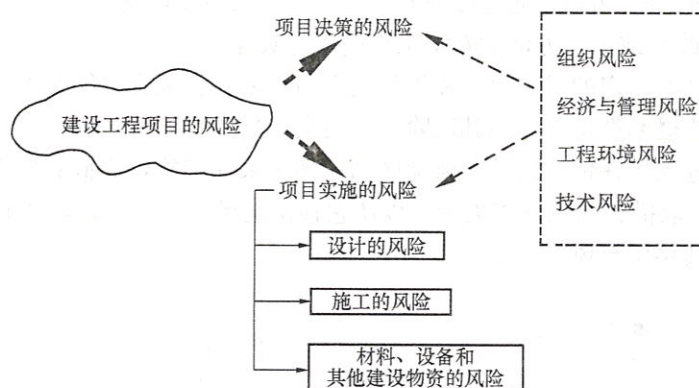 项目决策的风险
组织风险
建设工程项目的风险
经济与管理风险
工程环境风险
项目实施的风险
技术风险
设计的风险
施工的风险
材料、设备和
其他建设物资的风险